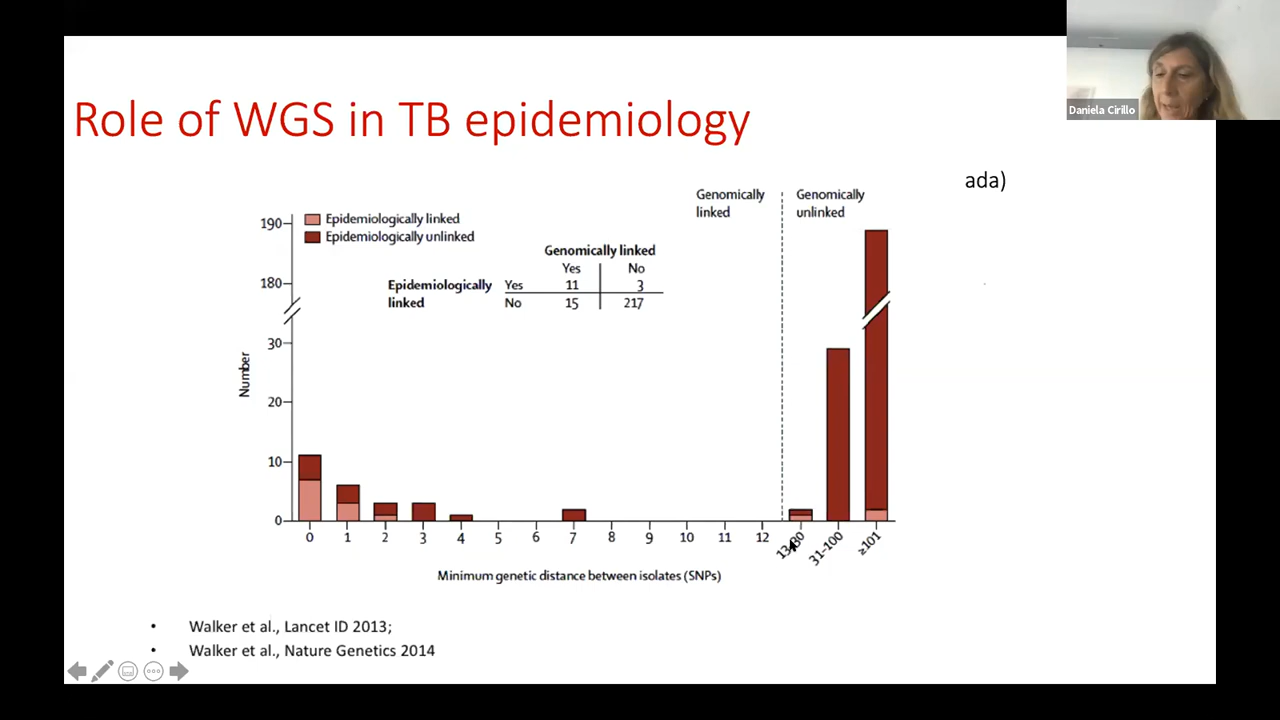 Daniela Cirillo
Role of WGS in TB epidemiology
ada)
Genomically linked
Genomically unlinked
Epidemiologically linked
Epidemiologically unlinked
Genomically linked
Yes No
Epidemiologically linked
Yes 11 3
No 15 217
190
180
30
20
10
0
Number
0 1 2 3 4 5 6 7 8 9 10 11 12 31-100 ≥101
Minimum genetic distance between isolates (SNPs)
• Walker et al., Lancet ID 2013;
• Walker et al., Nature Genetics 2014